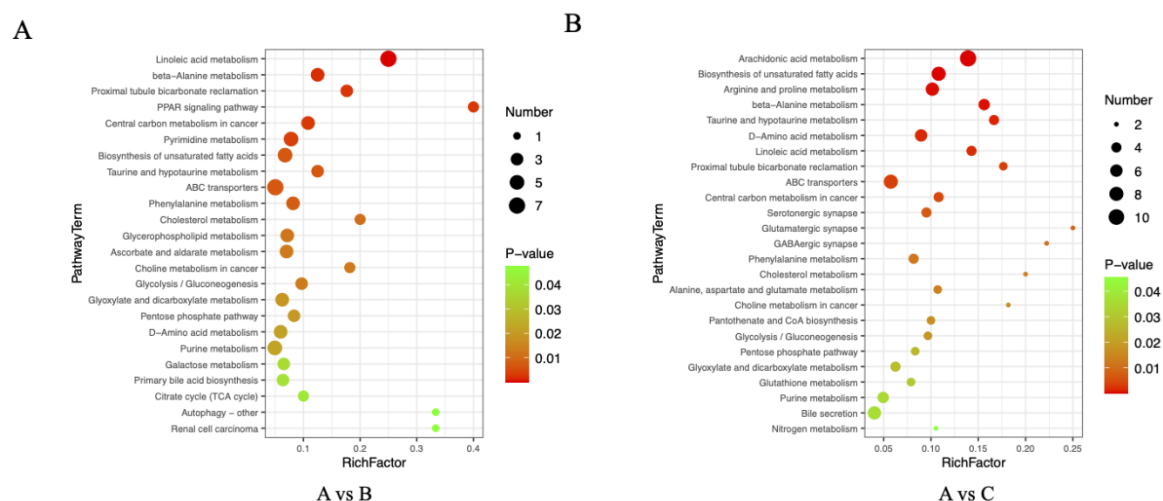 A
Linoleic acid metabolism
beta-Alanine metabolism
Proximal tubule bicarbonate reclamation
PPAR signaling pathway
Central carbon metabolism in cancer
Pyrimidine metabolism
Biosynthesis of unsaturated fatty acids
Taurine and hypotaurine metabolism
ABC transporters
Phenylalanine metabolism
Cholesterol metabolism
Glycerophospholipid metabolism
Ascorbate and aldarate metabolism
Choline metabolism in cancer
Glycolysis / Gluconeogenesis
Glyoxylate and dicarboxylate metabolism
Pentose phosphate pathway
D-Amino acid metabolism
Purine metabolism
Galactose metabolism
Primary bile acid biosynthesis
Citrate cycle (TCA cycle)
Autophagy - other
Renal cell carcinoma
PathwayTerm
0.1 0.2 0.3 0.4
RichFactor
Number
1
3
5
7
P-value
0.04
0.03
0.02
0.01
A vs B
B
Arachidonic acid metabolism
Biosynthesis of unsaturated fatty acids
Arginine and proline metabolism
beta-Alanine metabolism
Taurine and hypotaurine metabolism
D-Amino acid metabolism
Linoleic acid metabolism
Proximal tubule bicarbonate reclamation
ABC transporters
Central carbon metabolism in cancer
Serotonergic synapse
Glutamatergic synapse
GABAergic synapse
Phenylalanine metabolism
Cholesterol metabolism
Alanine, aspartate and glutamate metabolism
Choline metabolism in cancer
Pantothenate and CoA biosynthesis
Glycolysis / Gluconeogenesis
Pentose phosphate pathway
Glyoxylate and dicarboxylate metabolism
Glutathione metabolism
Purine metabolism
Bile secretion
Nitrogen metabolism
PathwayTerm
0.05 0.10 0.15 0.20 0.25
RichFactor
Number
2
4
6
8
10
P-value
0.04
0.03
0.02
0.01
A vs C